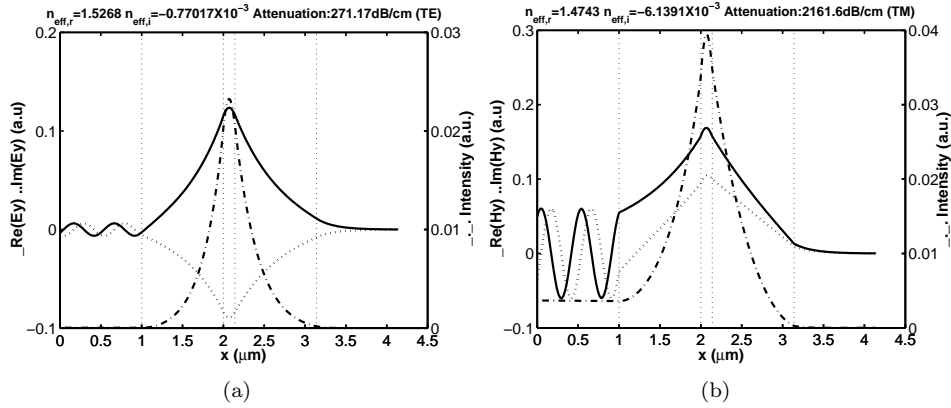 n_eff,r=1.5268 n_eff,i=−0.77017X10^−3 Attenuation:271.17dB/cm (TE)
0.2
0.1
0
−0.1
_Re(Ey) ..Im(Ey) (a.u)
0.03
0.02
0.01
0
_._. Intensity (a.u.)
0 0.5 1 1.5 2 2.5 3 3.5 4 4.5
x (μm)
(a)
n_eff,r=1.4743 n_eff,i=−6.1391X10^−3 Attenuation:2161.6dB/cm (TM)
0.3
0.2
0.1
0
−0.1
_Re(Hy) ..Im(Hy) (a.u)
0.04
0.03
0.02
0.01
0
_._. Intensity (a.u.)
0 0.5 1 1.5 2 2.5 3 3.5 4 4.5
x (μm)
(b)